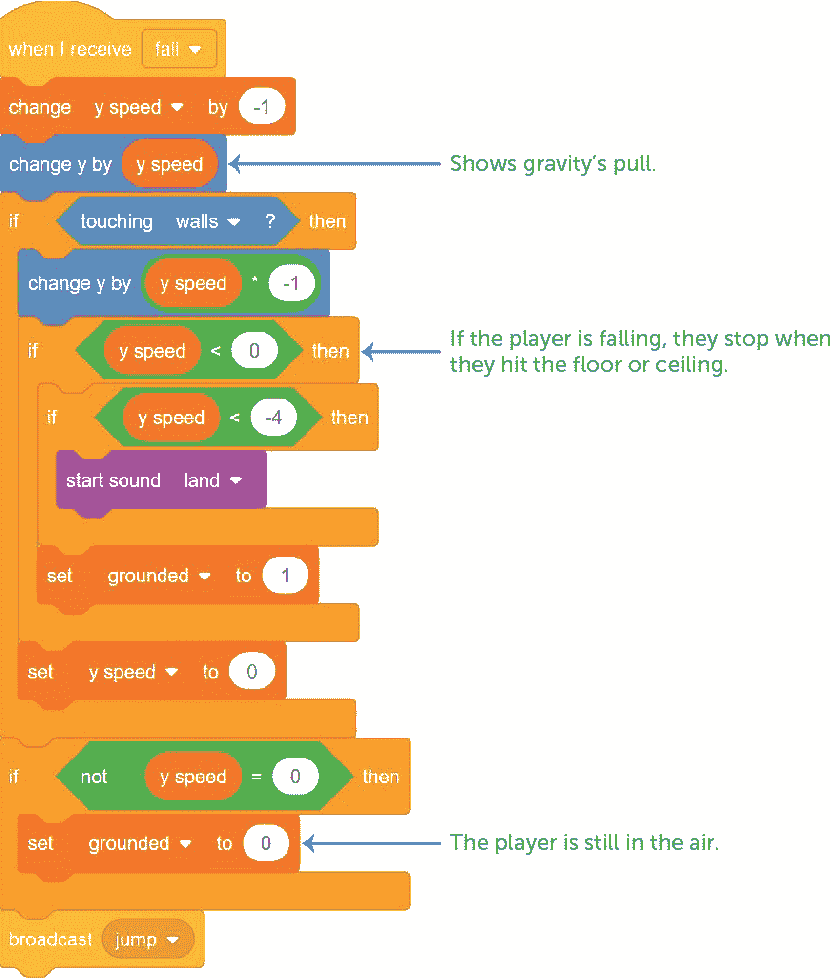 when I receive fall
change y speed by -1
change y by y speed
Shows gravity's pull.
if touching walls ? then
change y by y speed * -1
if y speed < 0 then
If the player is falling, they stop when
they hit the floor or ceiling.
if y speed < -4 then
start sound land
set grounded to 1
set y speed to 0
if not y speed = 0 then
set grounded to 0
The player is still in the air.
broadcast jump